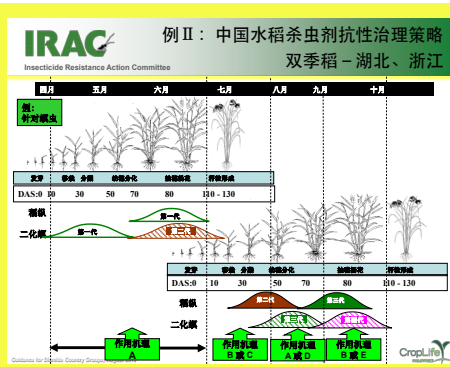 IRAC
Insecticide Resistance Action Committee
例Ⅱ：中国水稻杀虫剂抗性治理策略
双季稻－湖北、浙江
四月 五月 六月 七月 八月 九月 十月
例：
针对螟虫
发芽 移栽 分蘖 幼穗分化 抽穗扬花 籽粒形成
DAS:0 10 30 50 70 80 110 - 130
稻纵 第一代
二化螟 第一代 第二代
发芽 移栽 分蘖 幼穗分化 抽穗扬花 籽粒形成
DAS:0 10 30 50 70 80 110 - 130
稻纵 第二代 第三代
二化螟 第三代 第四代
作用机理
A
作用机理
B 或 C
作用机理
A 或 D
作用机理
B 或 E
CropLife